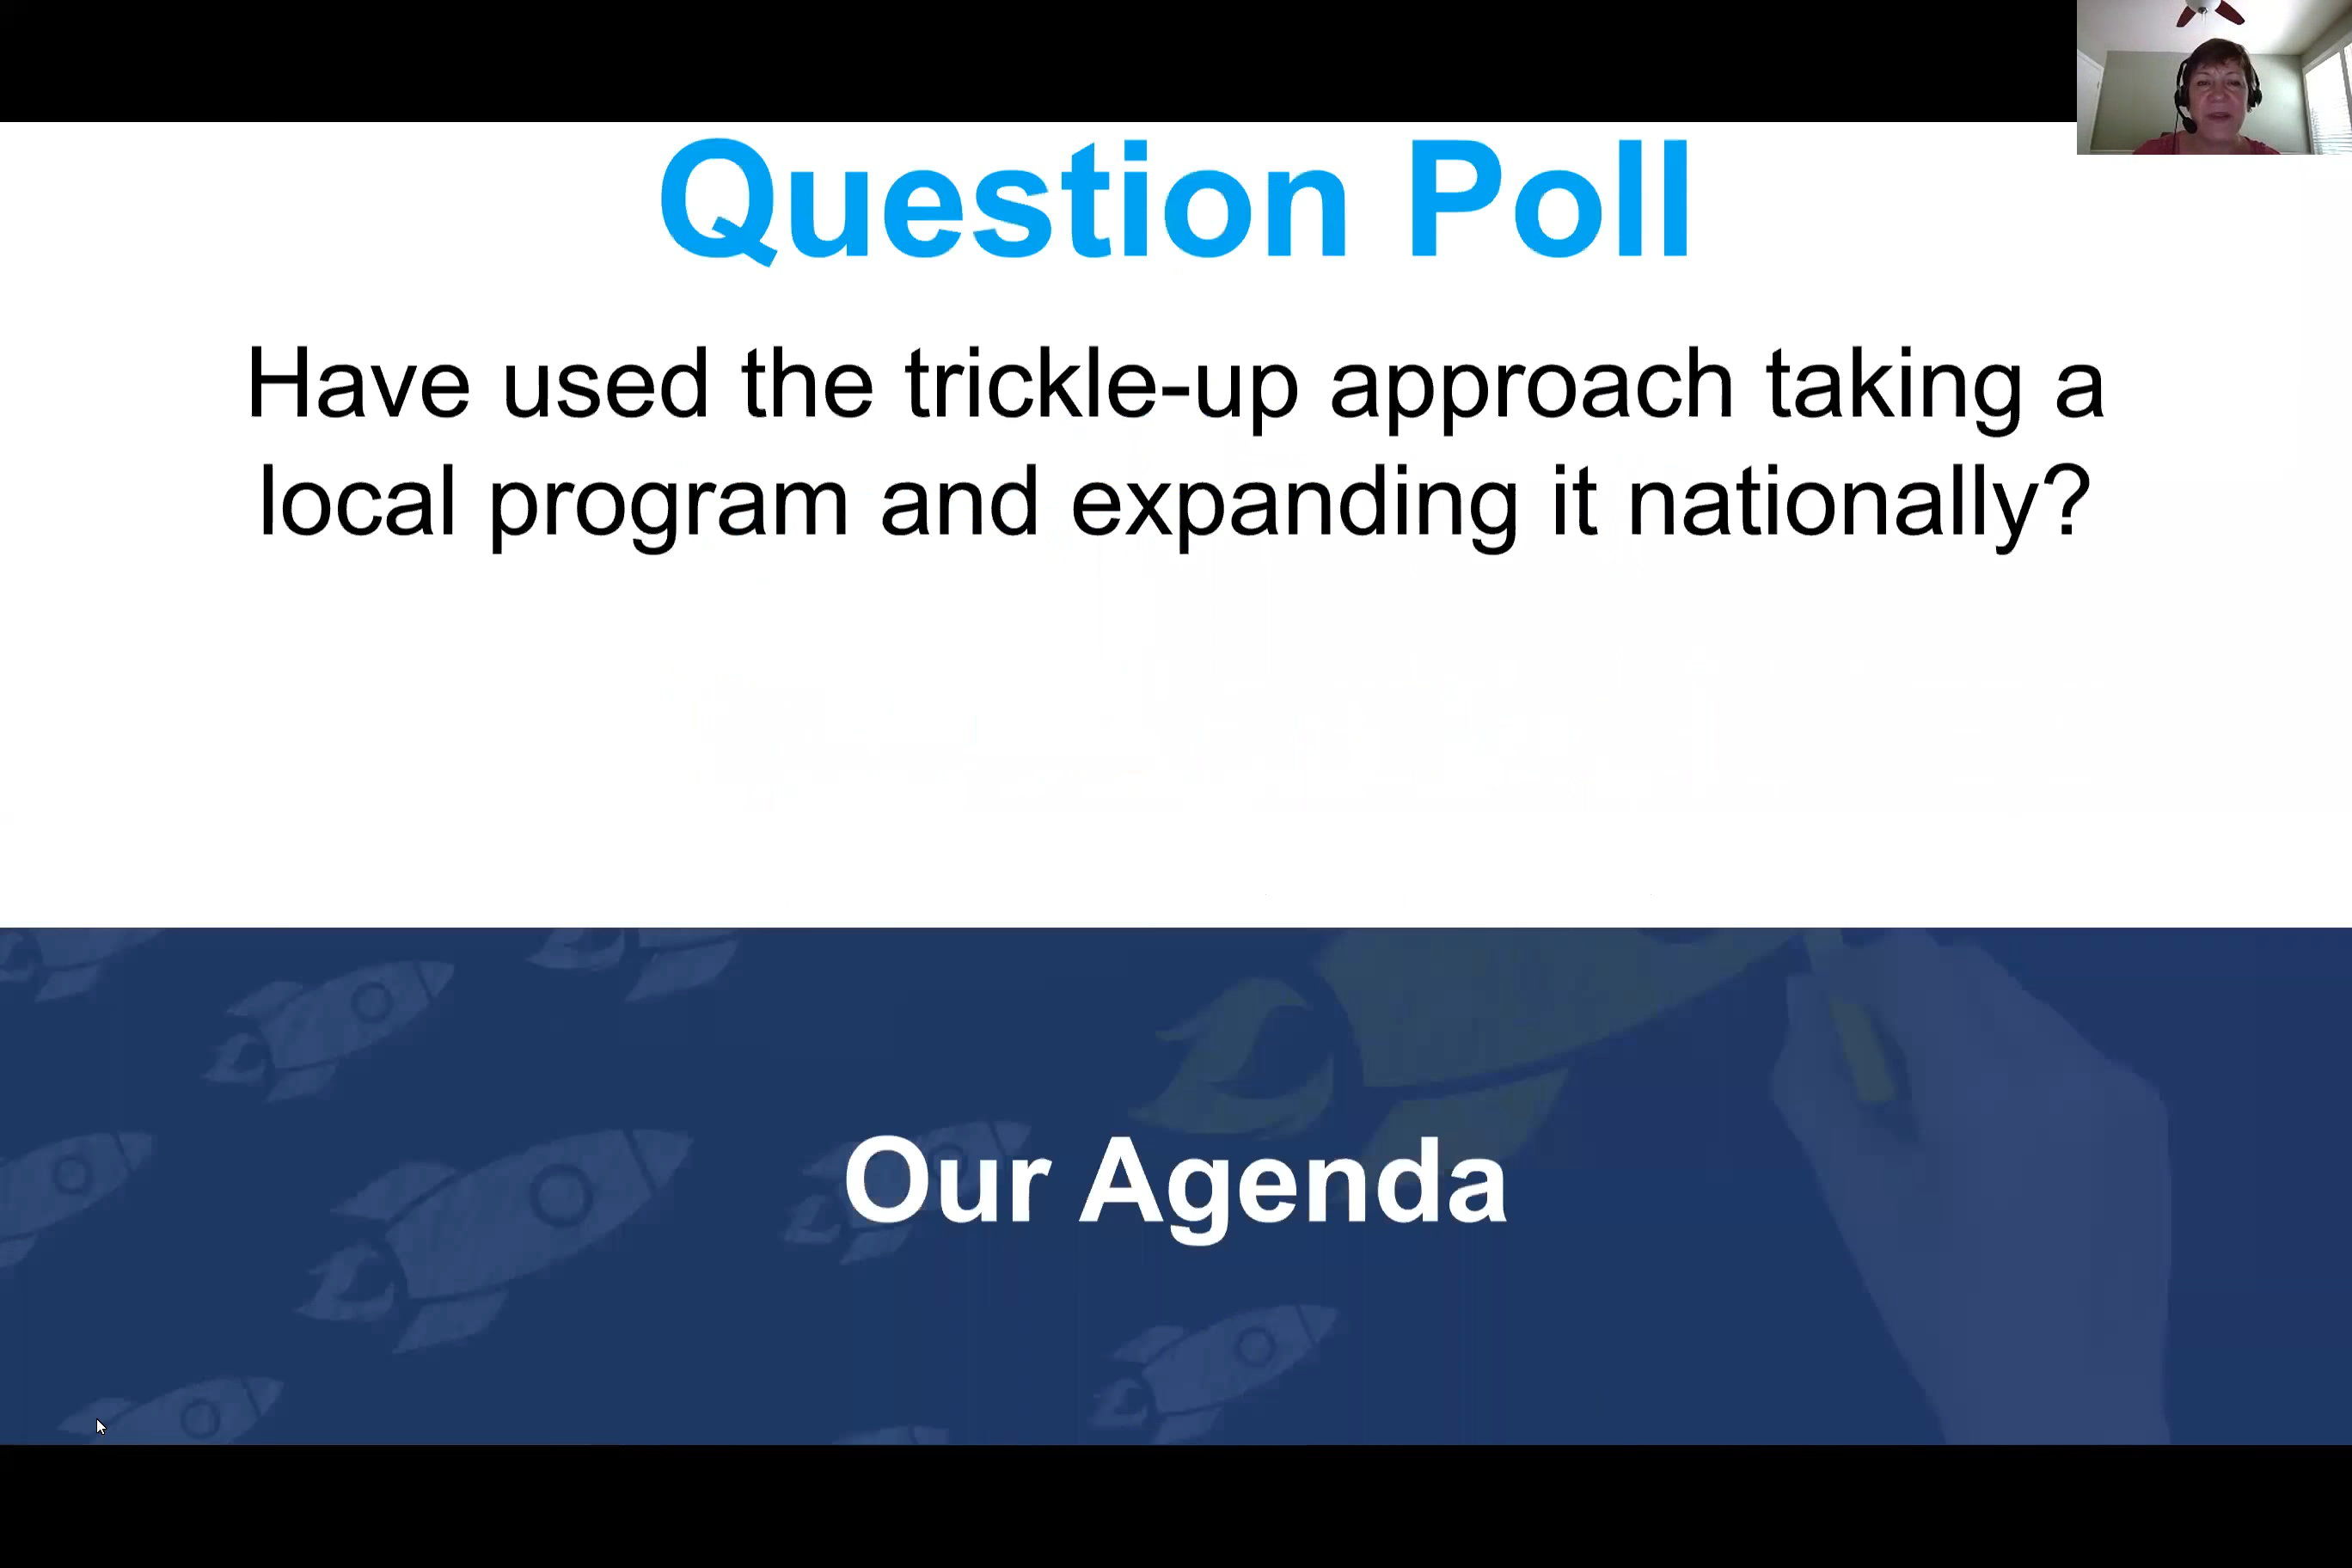 Question Poll
Have used the trickle-up approach taking a
local program and expanding it nationally?
Our Agenda